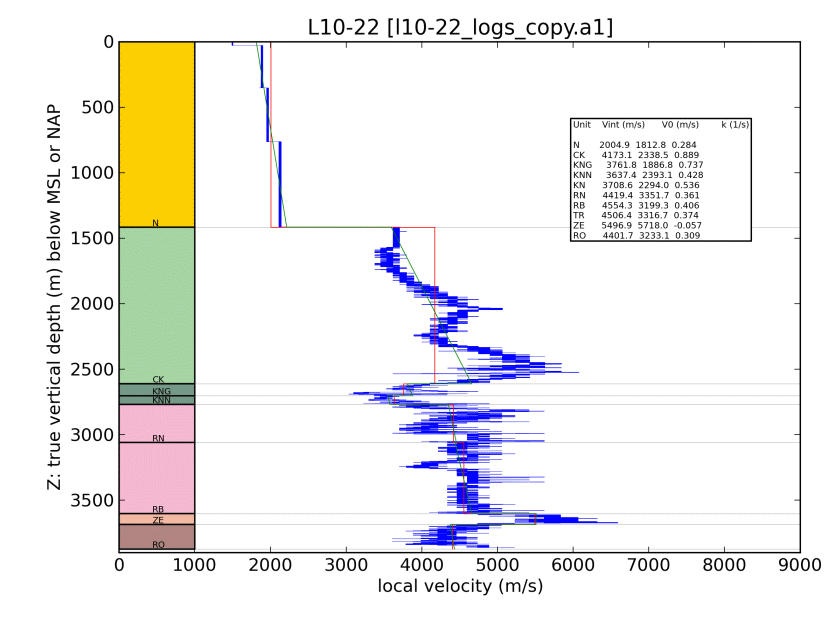 L10-22 [l10-22_logs_copy.a1]
0
500
1000
1500
2000
2500
3000
3500
Z: true vertical depth (m) below MSL or NAP
N
CK
KNG
KNN
RN
RB
ZE
RO
Unit Vint (m/s) V0 (m/s) k (1/s)
N 2004.9 1812.8 0.284
CK 4173.1 2338.5 0.889
KNG 3761.8 1886.8 0.737
KNN 3637.4 2393.1 0.428
KN 3708.6 2294.0 0.536
RN 4419.4 3351.7 0.361
RB 4554.3 3199.3 0.406
TR 4506.4 3316.7 0.374
ZE 5496.9 5718.0 -0.057
RO 4401.7 3233.1 0.309
0 1000 2000 3000 4000 5000 6000 7000 8000 9000
local velocity (m/s)